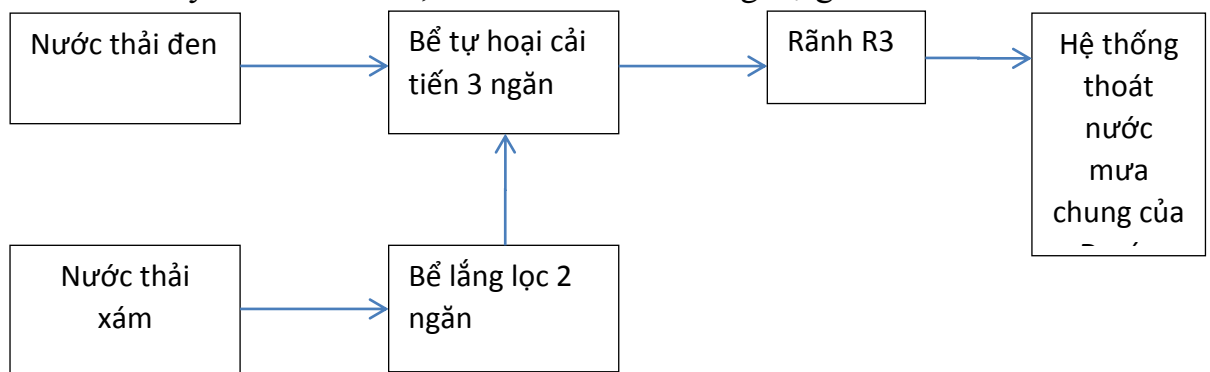 Nước thải đen
Bể tự hoại cải
tiến 3 ngăn
Rãnh R3
Hệ thống
thoát
nước
mưa
chung của
Nước thải
xám
Bể lắng lọc 2
ngăn